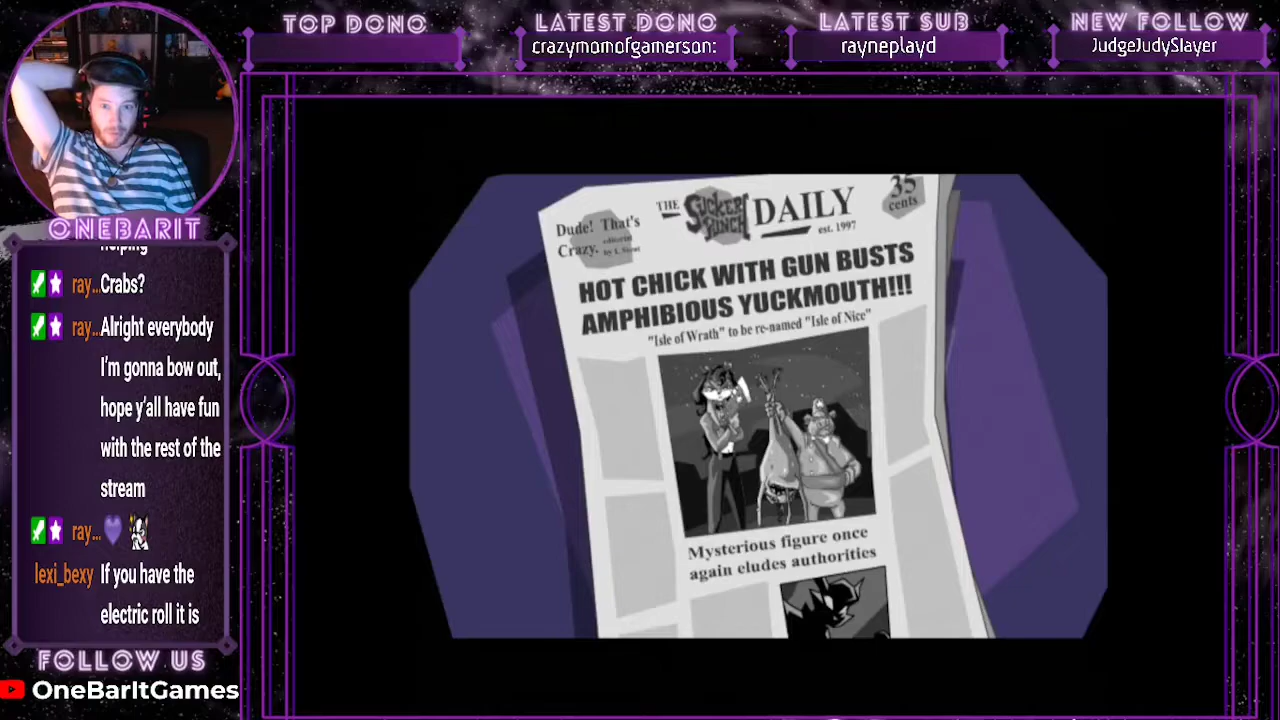 TOP DONO
LATEST DONO
crazymomofgamerson:
LATEST SUB
rayneplayd
NEW FOLLOW
JudgeJudySlayer
ONEBARIT
helping
ray...Crabs?
ray...Alright everybody
I'm gonna bow out,
hope y'all have fun
with the rest of the
stream
ray...
lexi_bexy If you have the
electric roll it is
FOLLOW US
OneBarItGames
Dude! That's
Crazy. editorial
THE SUCKER PUNCH DAILY
est. 1997
35
cents
HOT CHICK WITH GUN BUSTS
AMPHIBIOUS YUCKMOUTH!!!
"Isle of Wrath" to be re-named "Isle of Nice"
Mysterious figure once
again eludes authorities